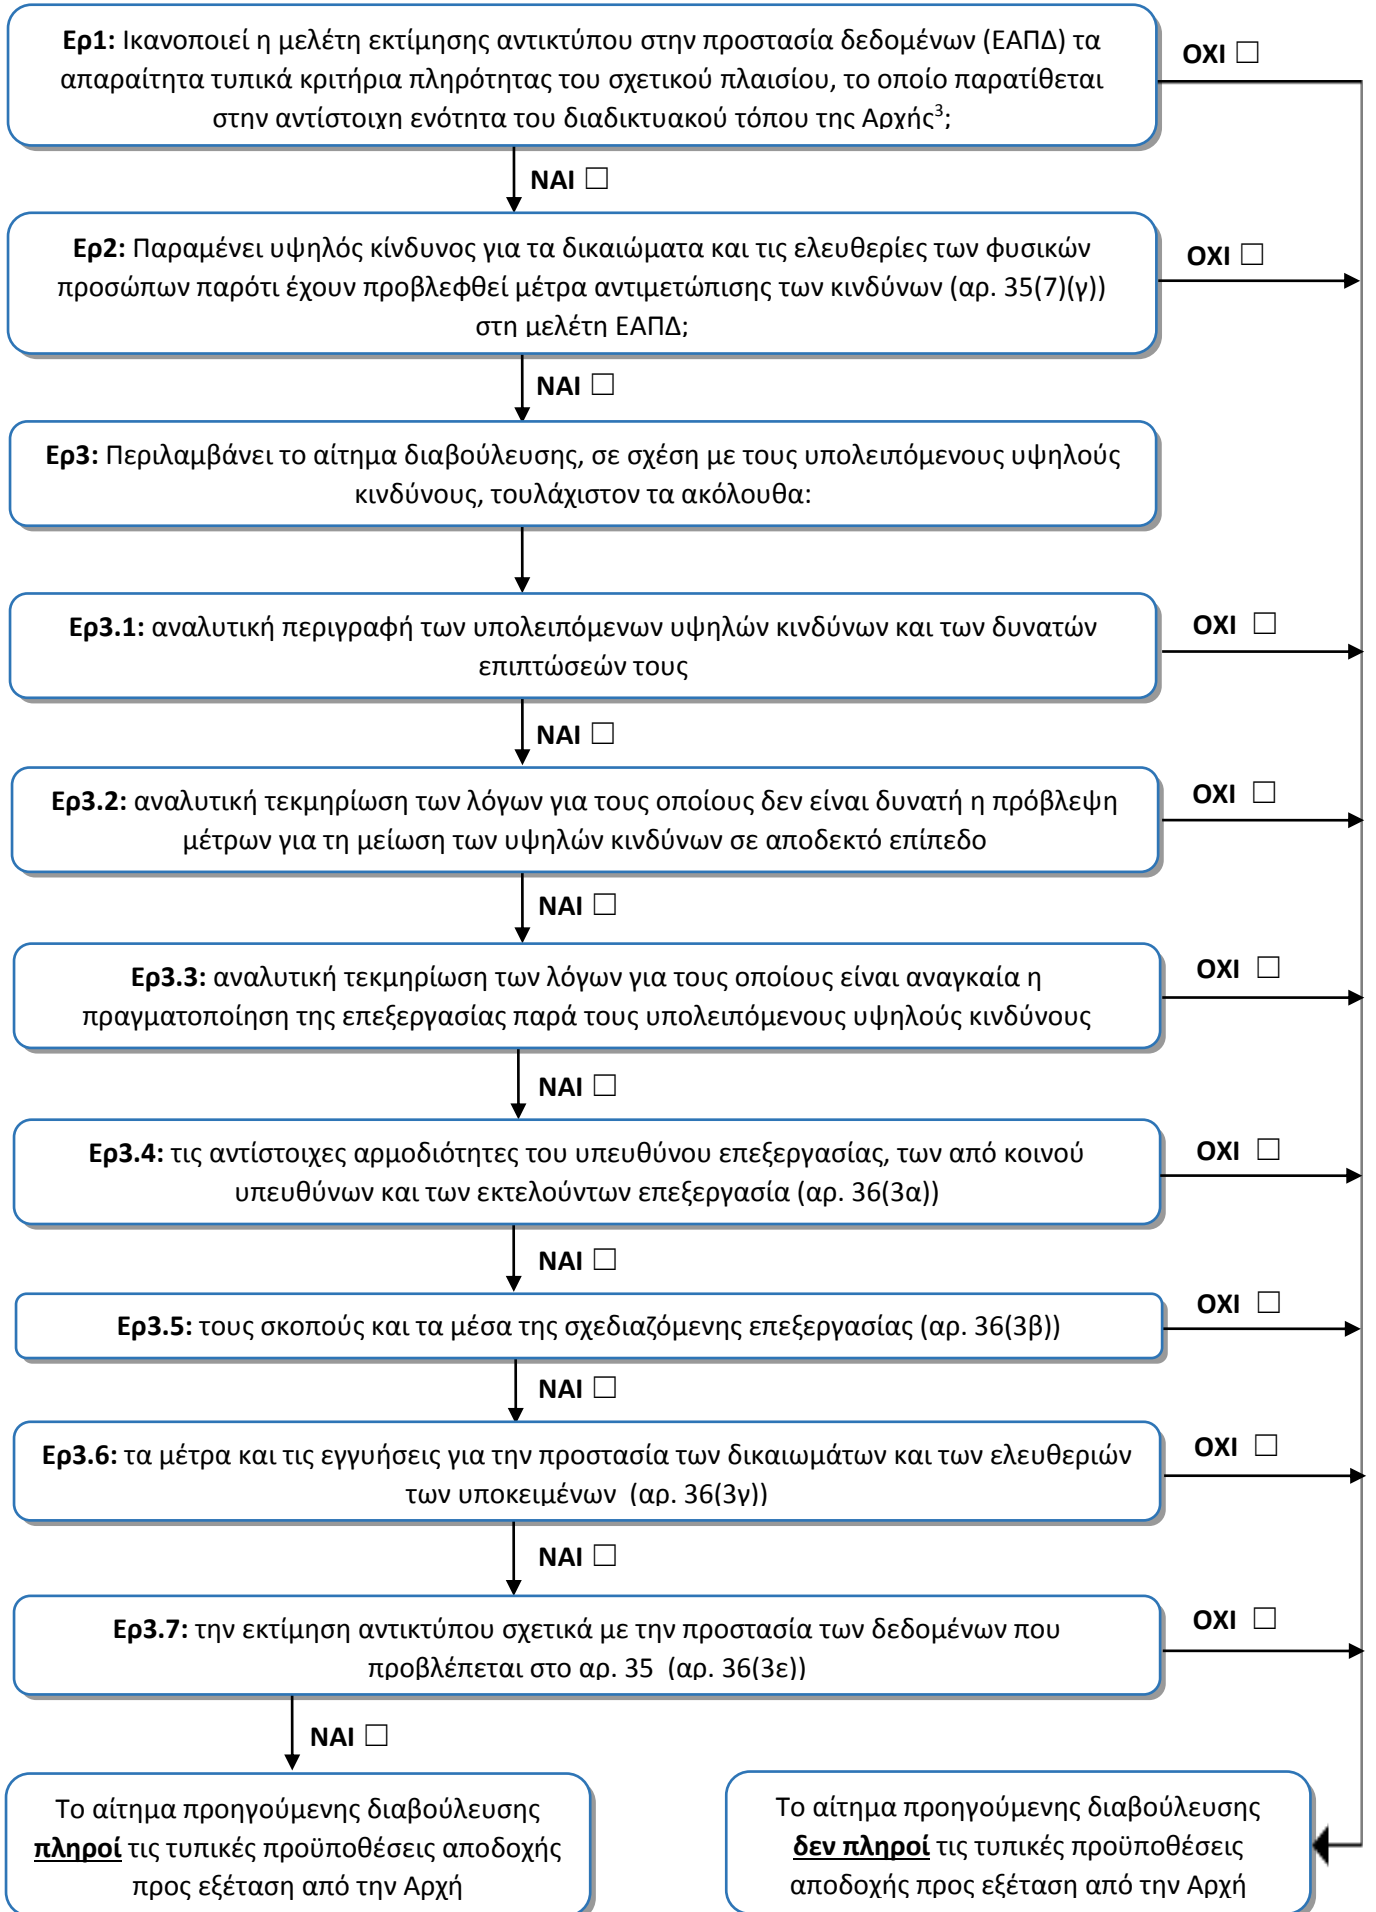 Ερ1: Ικανοποιεί η μελέτη εκτίμησης αντικτύπου στην προστασία δεδομένων (ΕΑΠΔ) τα
απαραίτητα τυπικά κριτήρια πληρότητας του σχετικού πλαισίου, το οποίο παρατίθεται
στην αντίστοιχη ενότητα του διαδικτυακού τόπου της Αρχής³;
ΟΧΙ ☐
ΝΑΙ ☐
Ερ2: Παραμένει υψηλός κίνδυνος για τα δικαιώματα και τις ελευθερίες των φυσικών
προσώπων παρότι έχουν προβλεφθεί μέτρα αντιμετώπισης των κινδύνων (αρ. 35(7)(γ))
στη μελέτη ΕΑΠΔ;
ΟΧΙ ☐
ΝΑΙ ☐
Ερ3: Περιλαμβάνει το αίτημα διαβούλευσης, σε σχέση με τους υπολειπόμενους υψηλούς
κινδύνους, τουλάχιστον τα ακόλουθα:
Ερ3.1: αναλυτική περιγραφή των υπολειπόμενων υψηλών κινδύνων και των δυνατών
επιπτώσεών τους
ΟΧΙ ☐
ΝΑΙ ☐
Ερ3.2: αναλυτική τεκμηρίωση των λόγων για τους οποίους δεν είναι δυνατή η πρόβλεψη
μέτρων για τη μείωση των υψηλών κινδύνων σε αποδεκτό επίπεδο
ΟΧΙ ☐
ΝΑΙ ☐
Ερ3.3: αναλυτική τεκμηρίωση των λόγων για τους οποίους είναι αναγκαία η
πραγματοποίηση της επεξεργασίας παρά τους υπολειπόμενους υψηλούς κινδύνους
ΟΧΙ ☐
ΝΑΙ ☐
Ερ3.4: τις αντίστοιχες αρμοδιότητες του υπευθύνου επεξεργασίας, των από κοινού
υπευθύνων και των εκτελούντων επεξεργασία (αρ. 36(3α))
ΟΧΙ ☐
ΝΑΙ ☐
Ερ3.5: τους σκοπούς και τα μέσα της σχεδιαζόμενης επεξεργασίας (αρ. 36(3β))
ΟΧΙ ☐
ΝΑΙ ☐
Ερ3.6: τα μέτρα και τις εγγυήσεις για την προστασία των δικαιωμάτων και των ελευθεριών
των υποκειμένων (αρ. 36(3γ))
ΟΧΙ ☐
ΝΑΙ ☐
Ερ3.7: την εκτίμηση αντικτύπου σχετικά με την προστασία των δεδομένων που
προβλέπεται στο αρ. 35 (αρ. 36(3ε))
ΟΧΙ ☐
ΝΑΙ ☐
Το αίτημα προηγούμενης διαβούλευσης
πληροί τις τυπικές προϋποθέσεις αποδοχής
προς εξέταση από την Αρχή
Το αίτημα προηγούμενης διαβούλευσης
δεν πληροί τις τυπικές προϋποθέσεις
αποδοχής προς εξέταση από την Αρχή